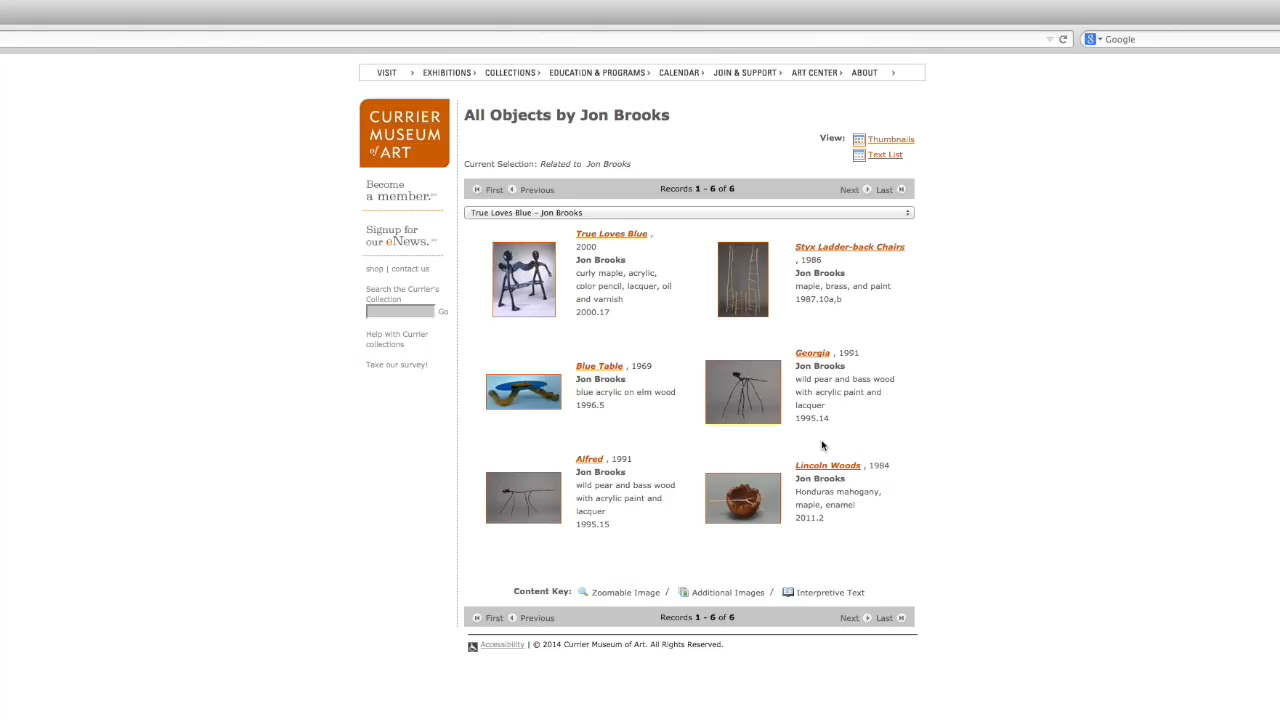 Google
VISIT › EXHIBITIONS › COLLECTIONS › EDUCATION & PROGRAMS › CALENDAR › JOIN & SUPPORT › ART CENTER › ABOUT ›
CURRIER
MUSEUM
of ART
Become
a member.
Signup for
our eNews.
shop | contact us
Search the Currier's
Collection
Go
Help with Currier
collections
Take our survey!
All Objects by Jon Brooks
View: Thumbnails
Text List
Current Selection: Related to Jon Brooks
First Previous Records 1 - 6 of 6 Next Last
True Loves Blue - Jon Brooks
True Loves Blue ,
2000
Jon Brooks
curly maple, acrylic,
color pencil, lacquer, oil
and varnish
2000.17
Styx Ladder-back Chairs
, 1986
Jon Brooks
maple, brass, and paint
1987.10a,b
Blue Table , 1969
Jon Brooks
blue acrylic on elm wood
1996.5
Georgia , 1991
Jon Brooks
wild pear and bass wood
with acrylic paint and
lacquer
1995.14
Alfred , 1991
Jon Brooks
wild pear and bass wood
with acrylic paint and
lacquer
1995.15
Lincoln Woods , 1984
Jon Brooks
Honduras mahogany,
maple, enamel
2011.2
Content Key: Zoomable Image / Additional Images / Interpretive Text
First Previous Records 1 - 6 of 6 Next Last
Accessibility | © 2014 Currier Museum of Art. All Rights Reserved.